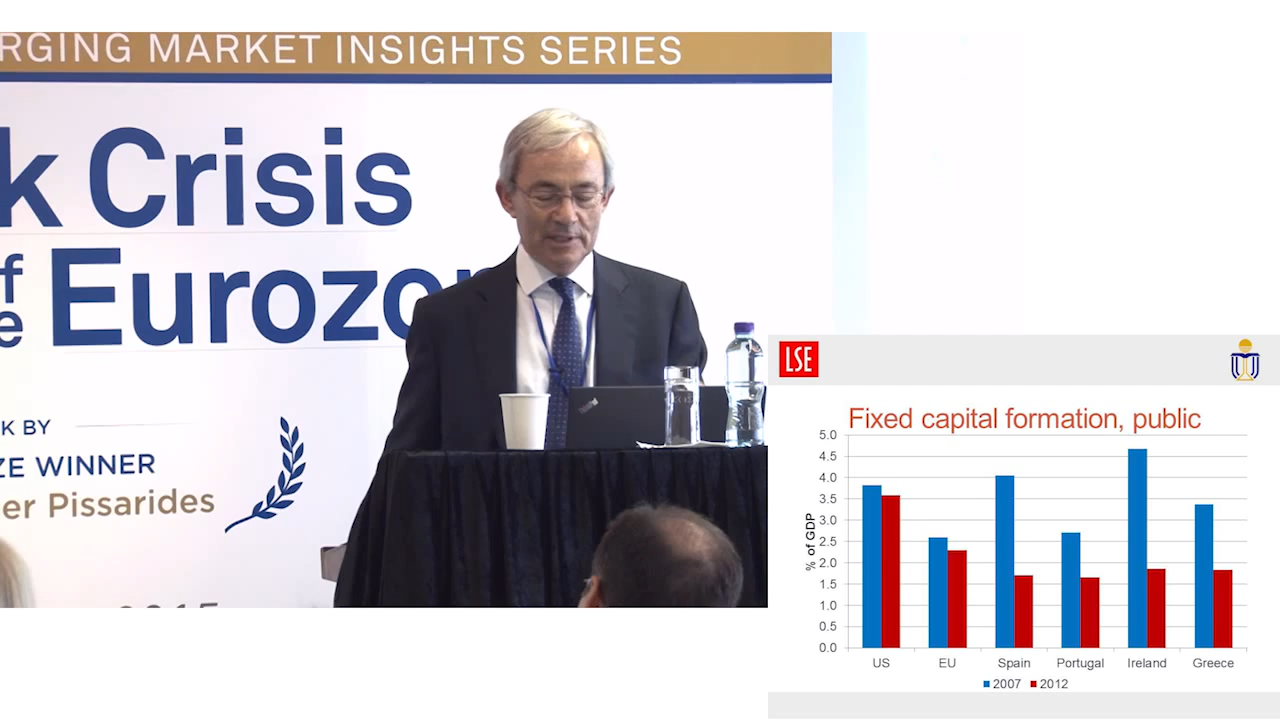 RGING MARKET INSIGHTS SERIES
k Crisis
f
e
Eurozo
K BY
ZE WINNER
er Pissarides
2015
LSE
Fixed capital formation, public
% of GDP
5.0
4.5
4.0
3.5
3.0
2.5
2.0
1.5
1.0
0.5
0.0
US EU Spain Portugal Ireland Greece
2007 2012